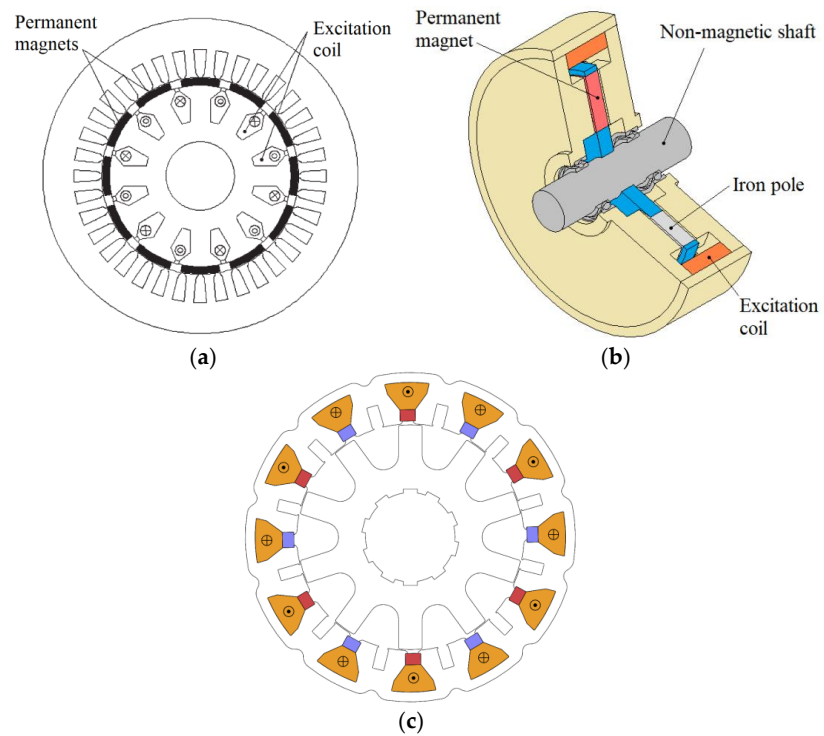 Permanent
magnets
Excitation
coil
(a)
Permanent
magnet
Non-magnetic shaft
Iron pole
Excitation
coil
(b)
(c)